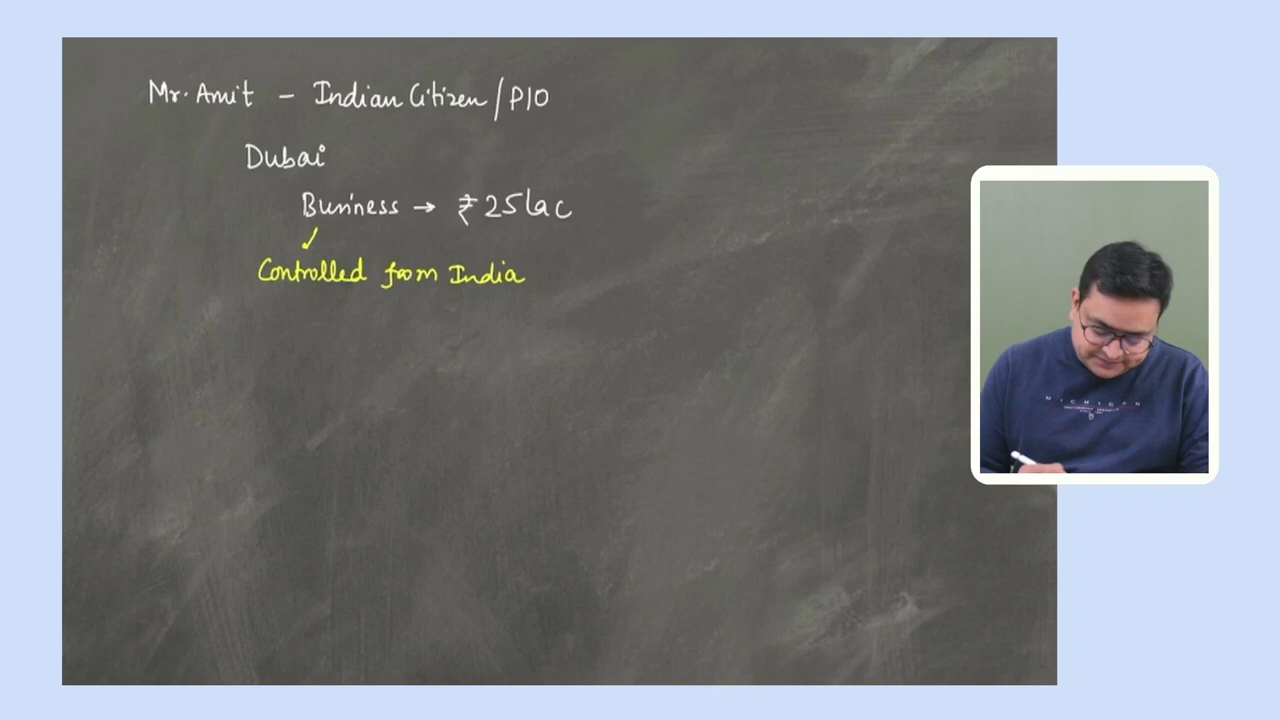 Mr. Amit - Indian Citizen / PIO
Dubai
Business → ₹ 25 lac
Controlled from India